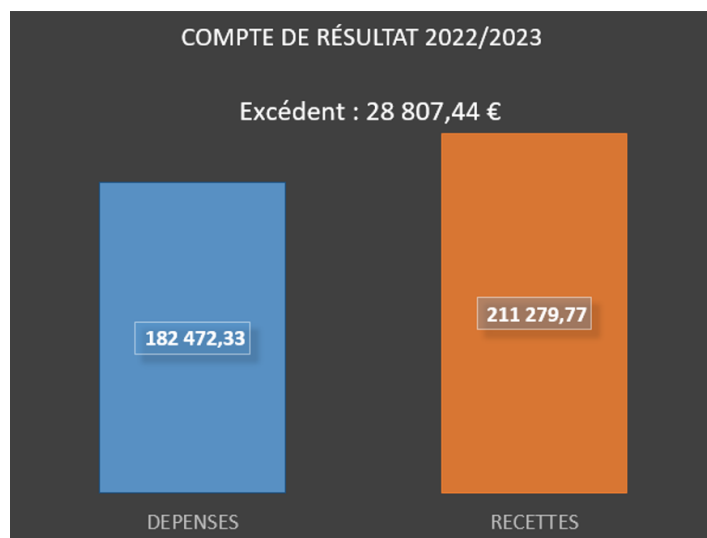 COMPTE DE RÉSULTAT 2022/2023
Excédent : 28 807,44 €
182 472,33
211 279,77
DEPENSES
RECETTES